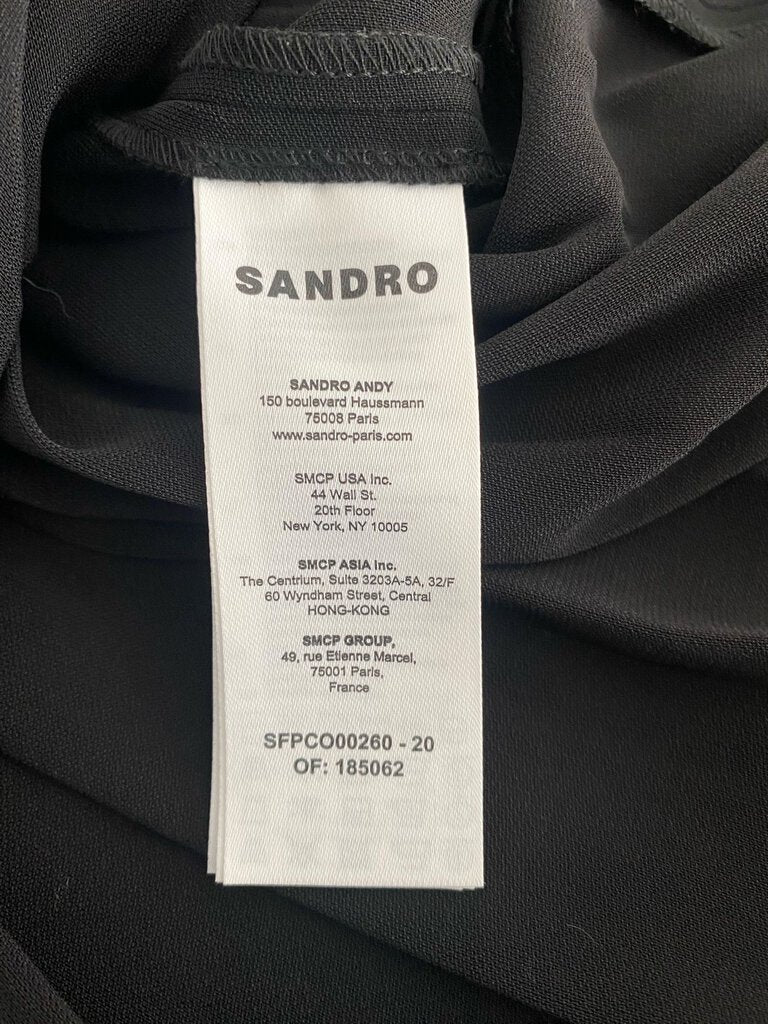 SANDRO
SANDRO ANDY
150 boulevard Haussmann
75008 Paris
www.sandro-paris.com
SMCP USA Inc.
44 Wall St.
20th Floor
New York, NY 10005
SMCP ASIA Inc.
The Centrium, Suite 3203A-5A, 32/F
60 Wyndham Street, Central
HONG-KONG
SMCP GROUP,
49, rue Etienne Marcel,
75001 Paris,
France
SFPCO00260 - 20
OF: 185062